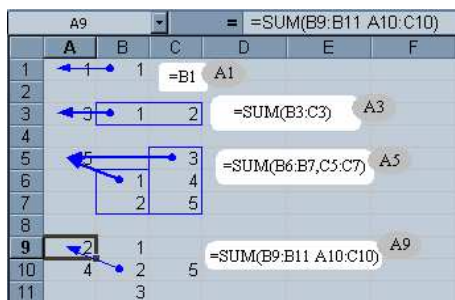 A9 = =SUM(B9:B11 A10:C10)
A B C D E F
1 1 1 =B1 A1
2
3 3 1 2 =SUM(B3:C3) A3
4
5 15 3 =SUM(B6:B7,C5:C7) A5
6 1 4
7 2 5
8
9 2 1 =SUM(B9:B11 A10:C10) A9
10 4 2 5
11 3